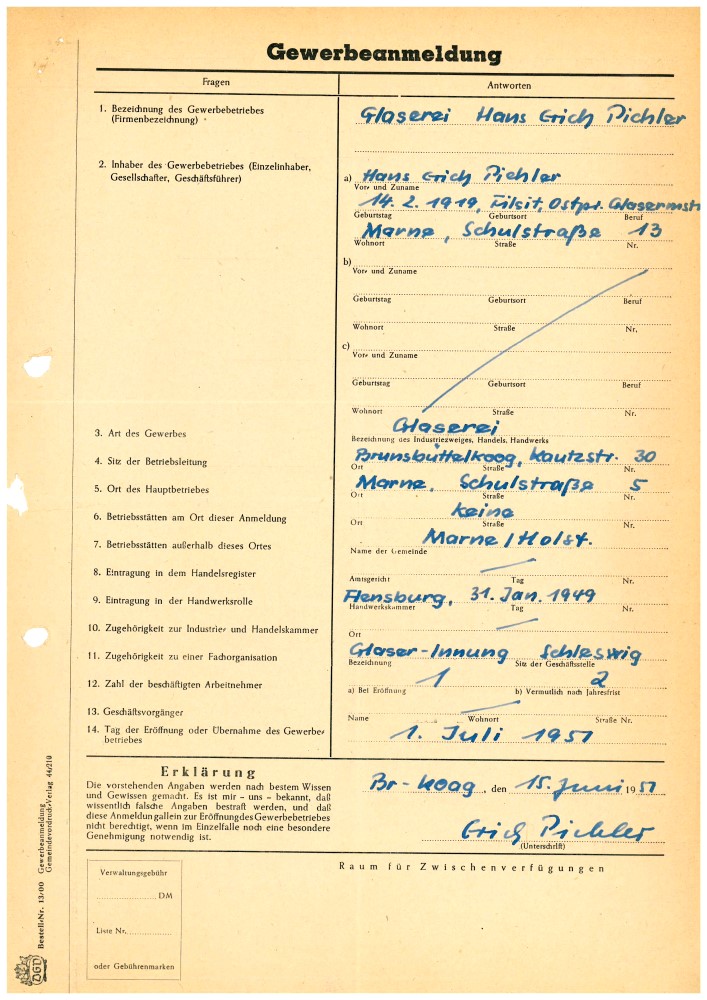 Gewerbeanmeldung
Fragen
Antworten
1. Bezeichnung des Gewerbebetriebes
(Firmenbezeichnung)
Glaserei Hans Erich Pichler
2. Inhaber des Gewerbebetriebes (Einzelinhaber,
Gesellschafter, Geschäftsführer)
a) Hans Erich Pichler
Vor- und Zuname
14. 2. 1919, Tilsit, Ostpr. Glasermstr
Geburtstag Geburtsort Beruf
Marne, Schulstraße 13
Wohnort Straße Nr.
b)
Vor- und Zuname
Geburtstag Geburtsort Beruf
Wohnort Straße Nr.
c)
Vor- und Zuname
Geburtstag Geburtsort Beruf
Wohnort Straße Nr.
3. Art des Gewerbes Glaserei
Bezeichnung des Industriezweiges, Handels, Handwerks
4. Sitz der Betriebsleitung Brunsbüttelkoog, Kautzstr. 30
Ort Straße Nr.
5. Ort des Hauptbetriebes Marne, Schulstraße 5
Ort Straße Nr.
6. Betriebsstätten am Ort dieser Anmeldung keine
Ort Straße Nr.
7. Betriebsstätten außerhalb dieses Ortes Marne / Holst.
Name der Gemeinde
8. Eintragung in dem Handelsregister
Amtsgericht Tag Nr.
9. Eintragung in der Handwerksrolle Flensburg, 31. Jan. 1949
Handwerkskammer Tag Nr.
10. Zugehörigkeit zur Industrie- und Handelskammer
Ort
11. Zugehörigkeit zu einer Fachorganisation Glaser-Innung Schleswig
Bezeichnung Sitz der Geschäftsstelle
12. Zahl der beschäftigten Arbeitnehmer 1 2
a) Bei Eröffnung b) Vermutlich nach Jahresfrist
13. Geschäftsvorgänger
Name Wohnort Straße Nr.
14. Tag der Eröffnung oder Übernahme des Gewerbe-
betriebes
1. Juli 1951
Erklärung
Die vorstehenden Angaben werden nach bestem Wissen
und Gewissen gemacht. Es ist mir - uns - bekannt, daß
wissentlich falsche Angaben bestraft werden, und daß
diese Anmeldung allein zur Eröffnung des Gewerbebetriebes
nicht berechtigt, wenn im Einzelfalle noch eine besondere
Genehmigung notwendig ist.
Br-Koog, den 15. Juni 1951
Erich Pichler
(Unterschrift)
Raum für Zwischenverfügungen
Verwaltungsgebühr
DM
Liste Nr.
oder Gebührenmarken
Bestell-Nr. 13/00 Gewerbeanmeldung
Gemeindevordruck-Verlag 44/219
DGV